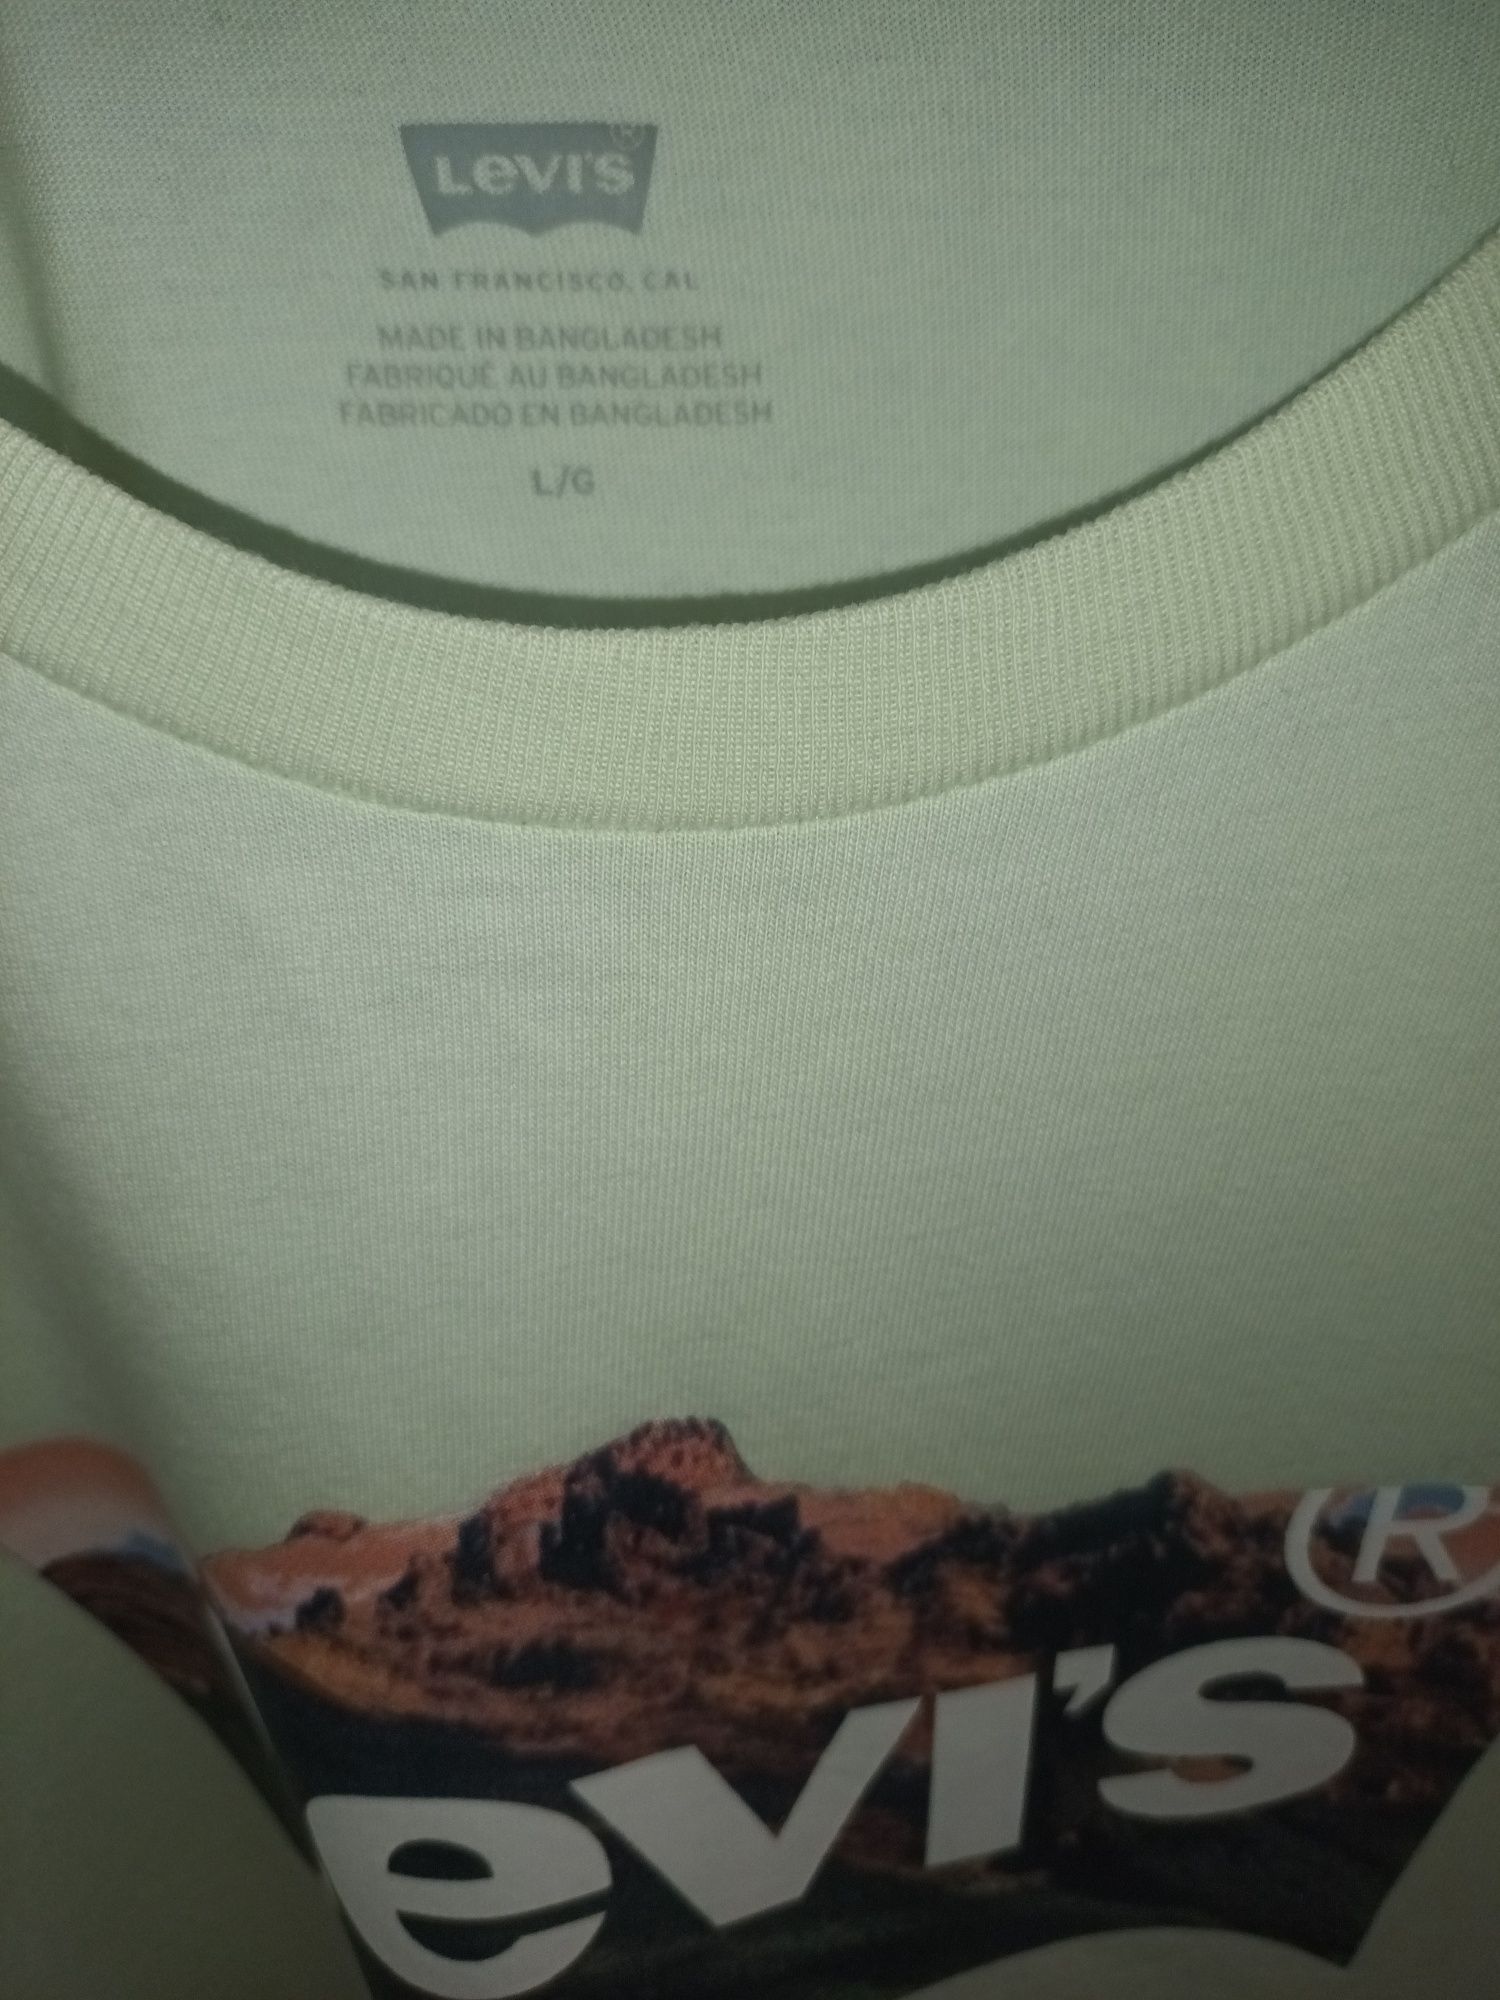 Levi's®
SAN FRANCISCO, CAL
MADE IN BANGLADESH
FABRIQUÉ AU BANGLADESH
FABRICADO EN BANGLADESH
L/G
®
evi's